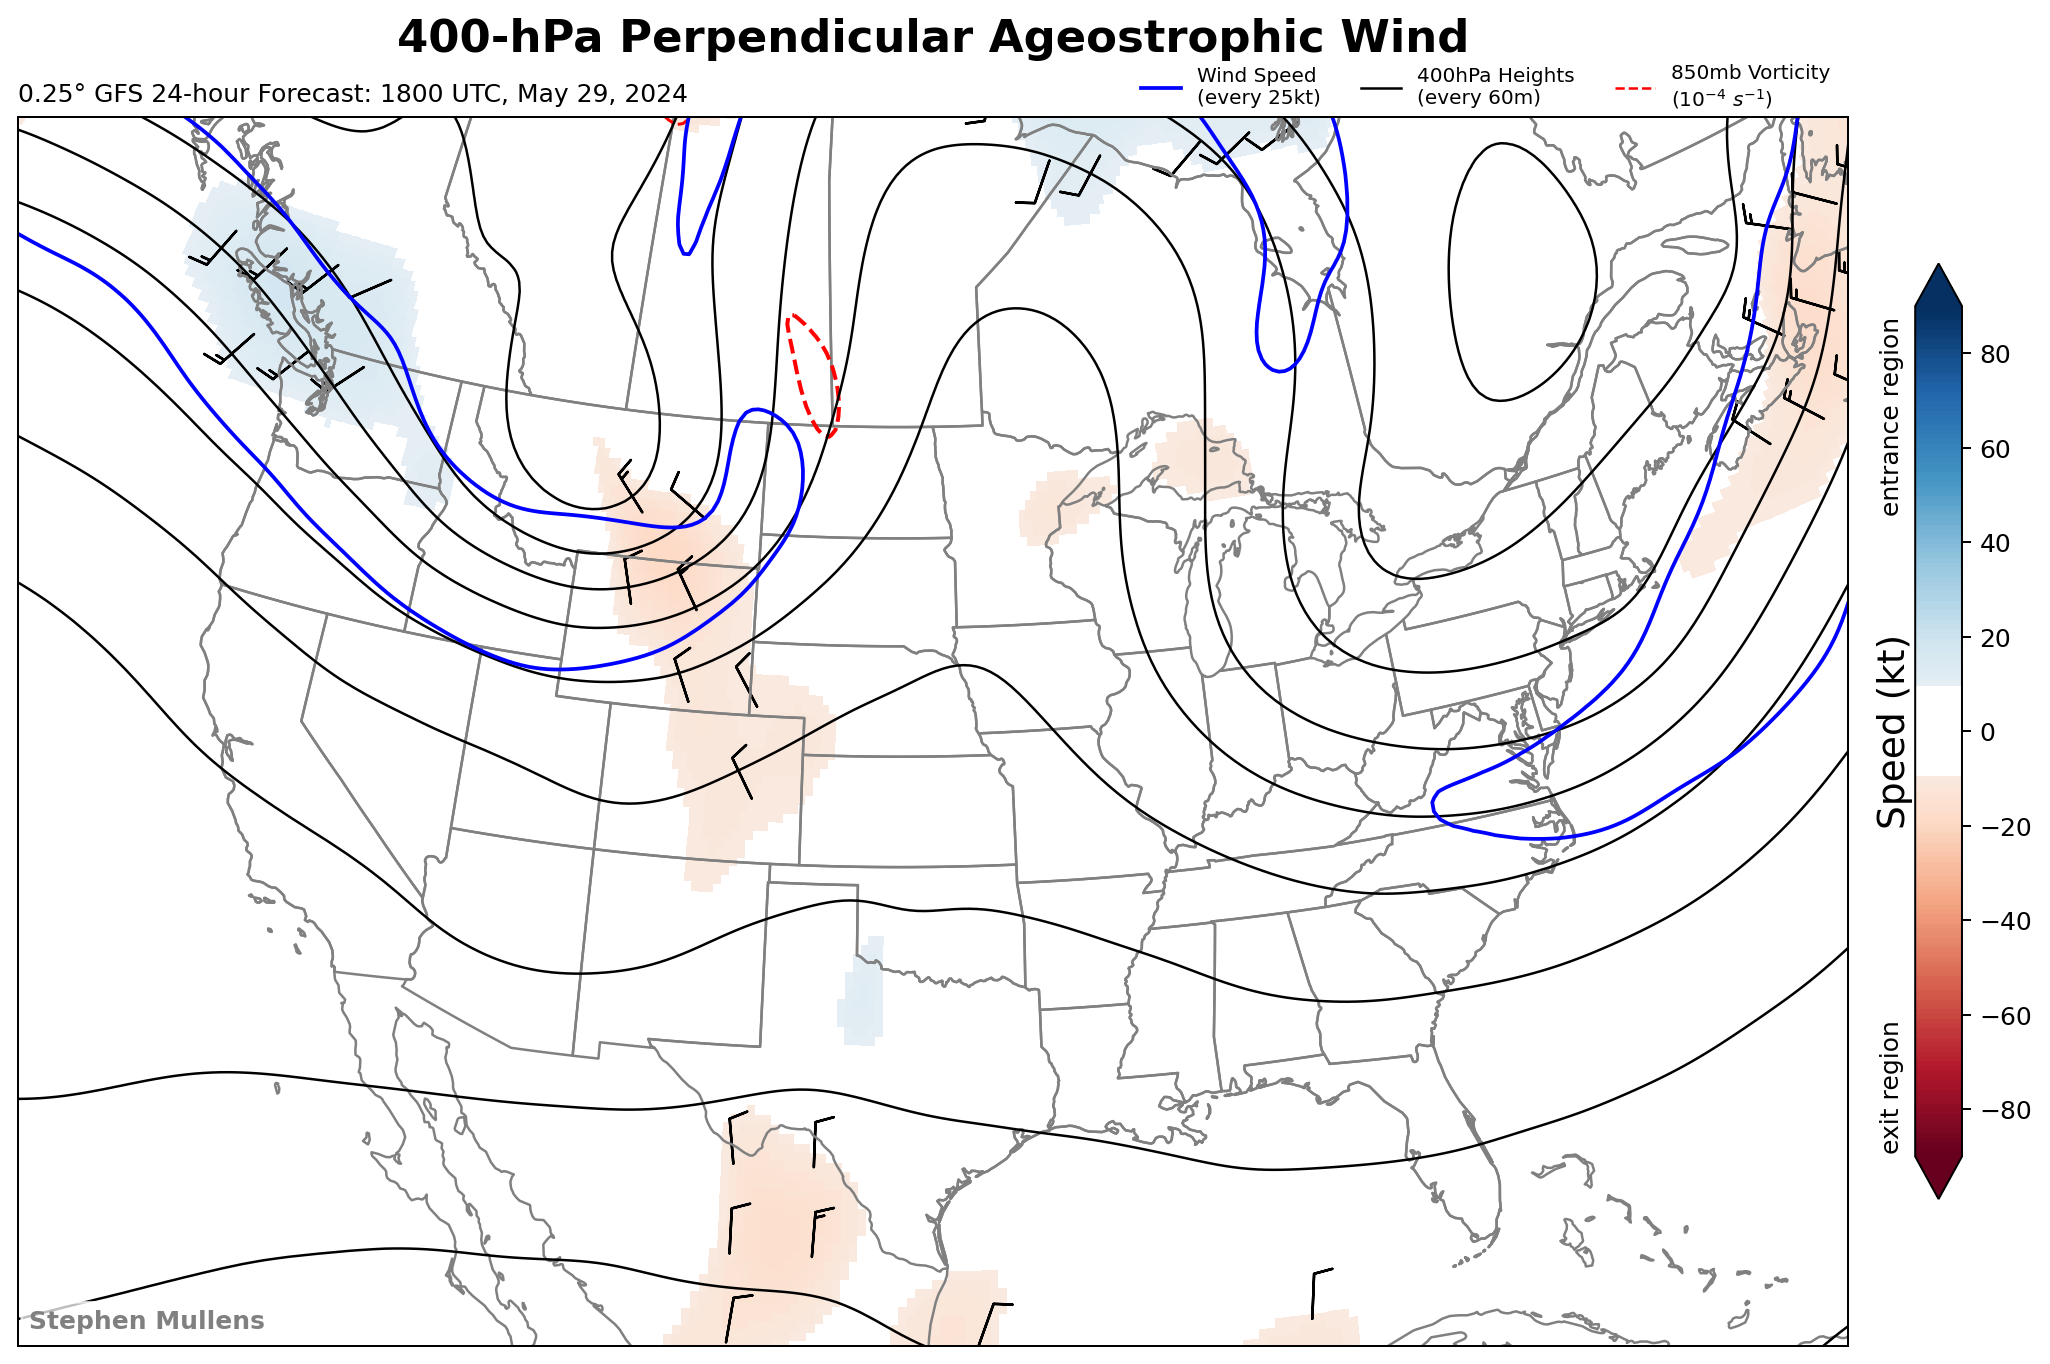 400-hPa Perpendicular Ageostrophic Wind
0.25° GFS 24-hour Forecast: 1800 UTC, May 29, 2024
Wind Speed
(every 25kt)
400hPa Heights
(every 60m)
850mb Vorticity
(10⁻⁴ s⁻¹)
entrance region
Speed (kt)
exit region
80
60
40
20
0
−20
−40
−60
−80
Stephen Mullens